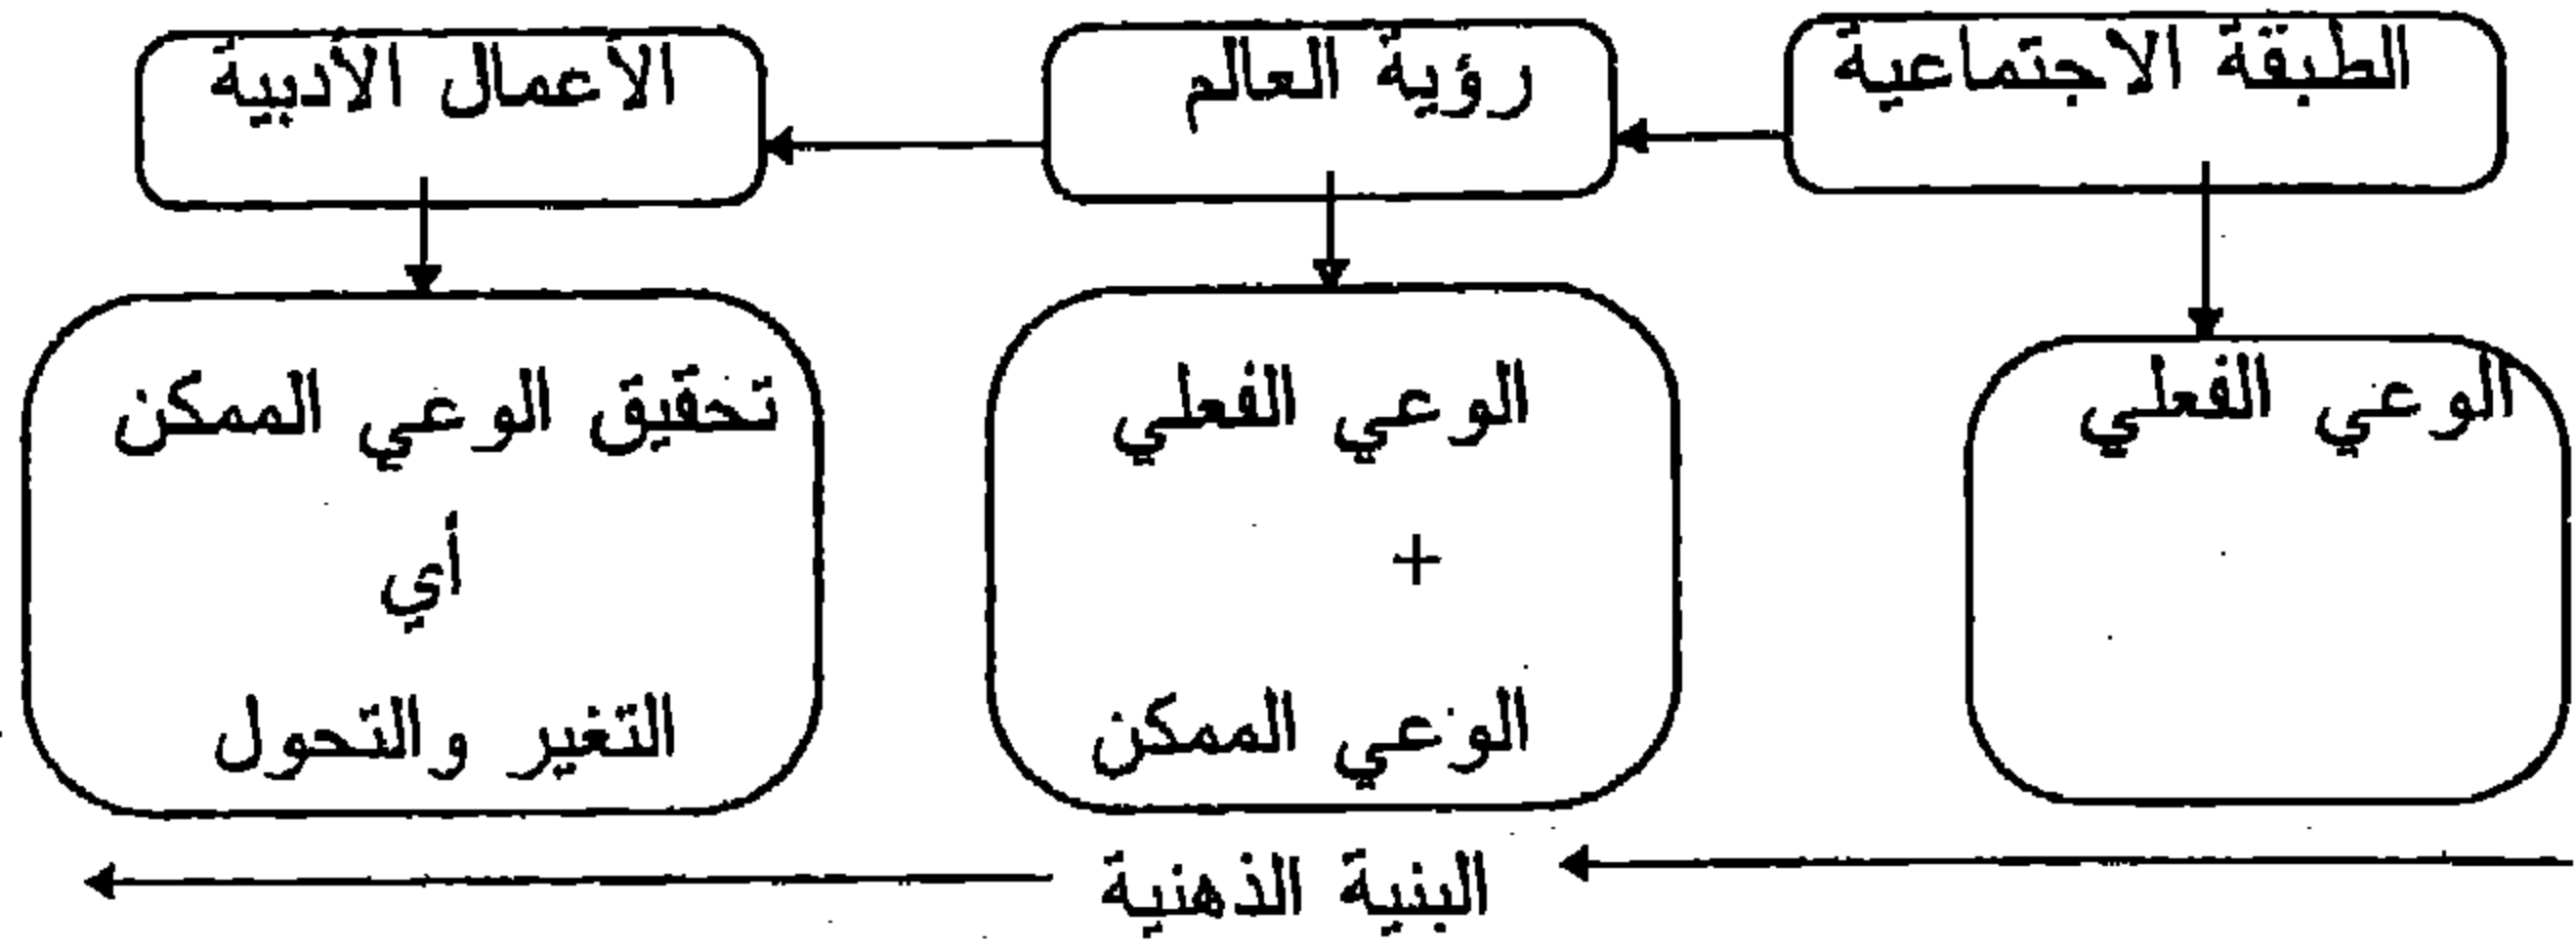 الطبقة الاجتماعية
رؤية العالم
الأعمال الأدبية
الوعي الفعلي
الوعي الفعلي
+
الوعي الممكن
تحقيق الوعي الممكن
أي
التغير والتحول
البنية الذهنية